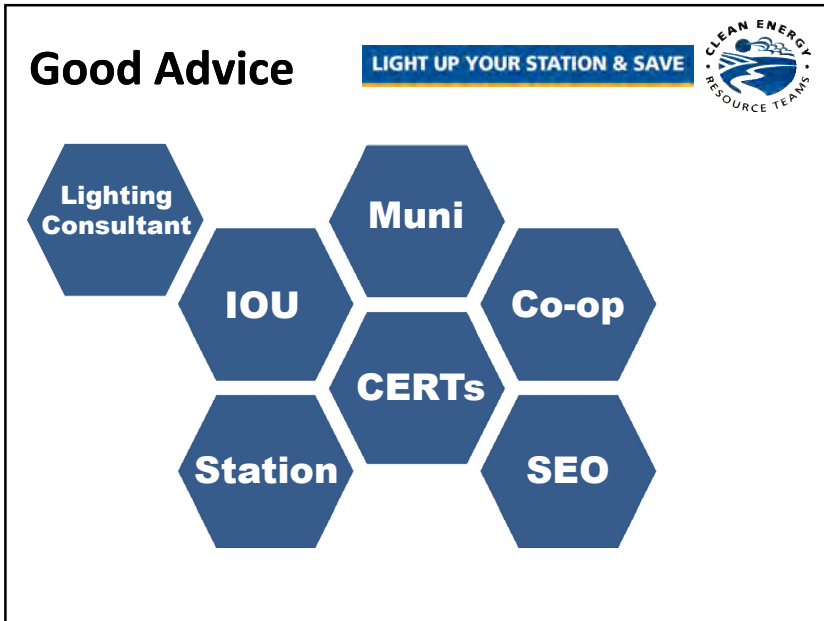 Good Advice
LIGHT UP YOUR STATION & SAVE
CLEAN ENERGY
RESOURCE TEAMS
Lighting
Consultant
Muni
IOU
Co-op
CERTs
Station
SEO